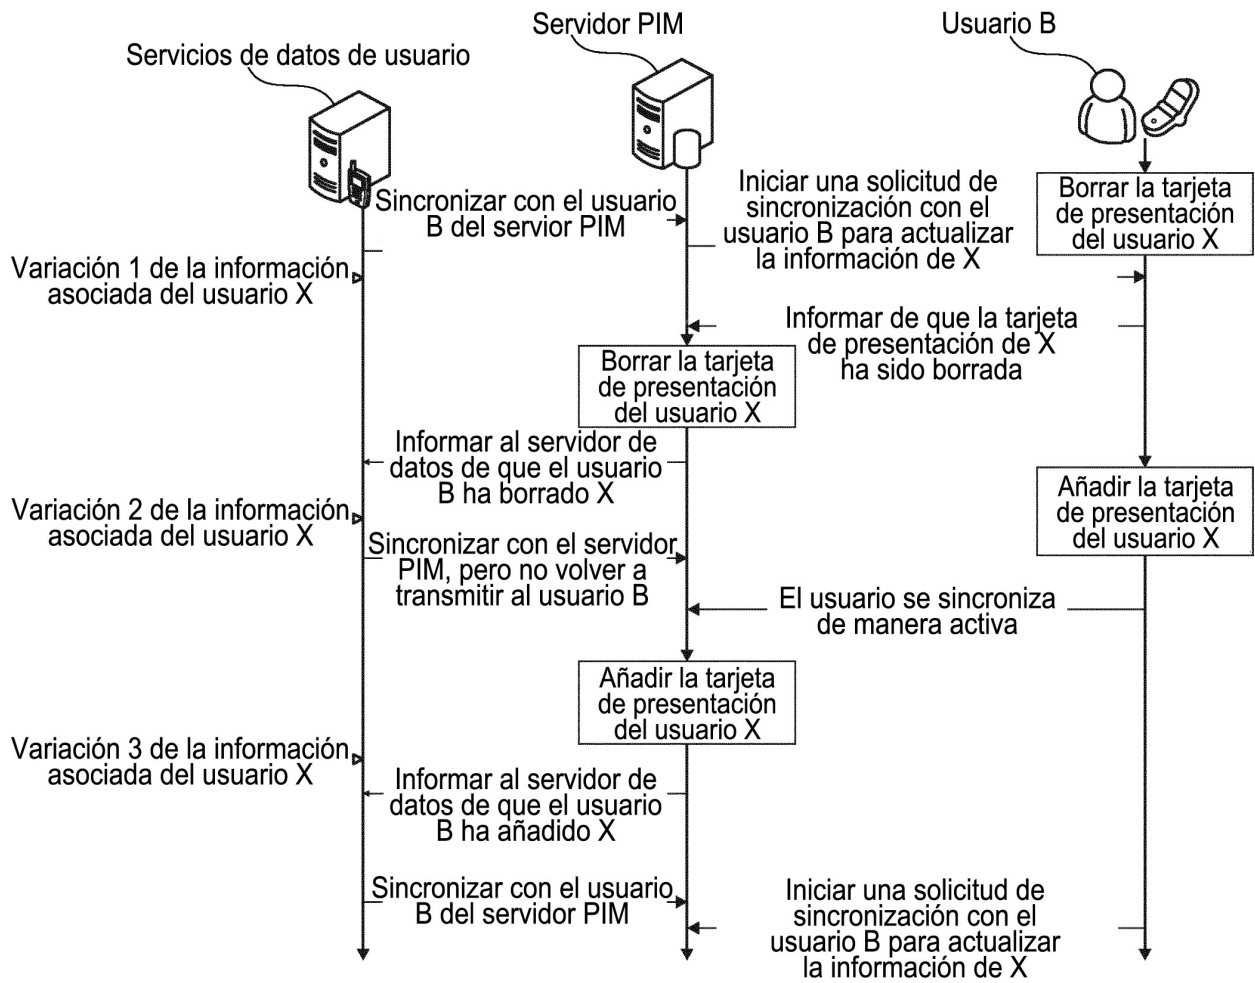 Servicios de datos de usuario
Servidor PIM
Usuario B
Borrar la tarjeta
de presentación
del usuario X
Sincronizar con el usuario
B del servior PIM
Iniciar una solicitud de
sincronización con el
usuario B para actualizar
la información de X
Variación 1 de la información
asociada del usuario X
Informar de que la tarjeta
de presentación de X
ha sido borrada
Borrar la tarjeta
de presentación
del usuario X
Informar al servidor de
datos de que el usuario
B ha borrado X
Añadir la tarjeta
de presentación
del usuario X
Variación 2 de la información
asociada del usuario X
Sincronizar con el servidor
PIM, pero no volver a
transmitir al usuario B
El usuario se sincroniza
de manera activa
Añadir la tarjeta
de presentación
del usuario X
Variación 3 de la información
asociada del usuario X
Informar al servidor de
datos de que el usuario
B ha añadido X
Sincronizar con el usuario
B del servidor PIM
Iniciar una solicitud de
sincronización con el
usuario B para actualizar
la información de X